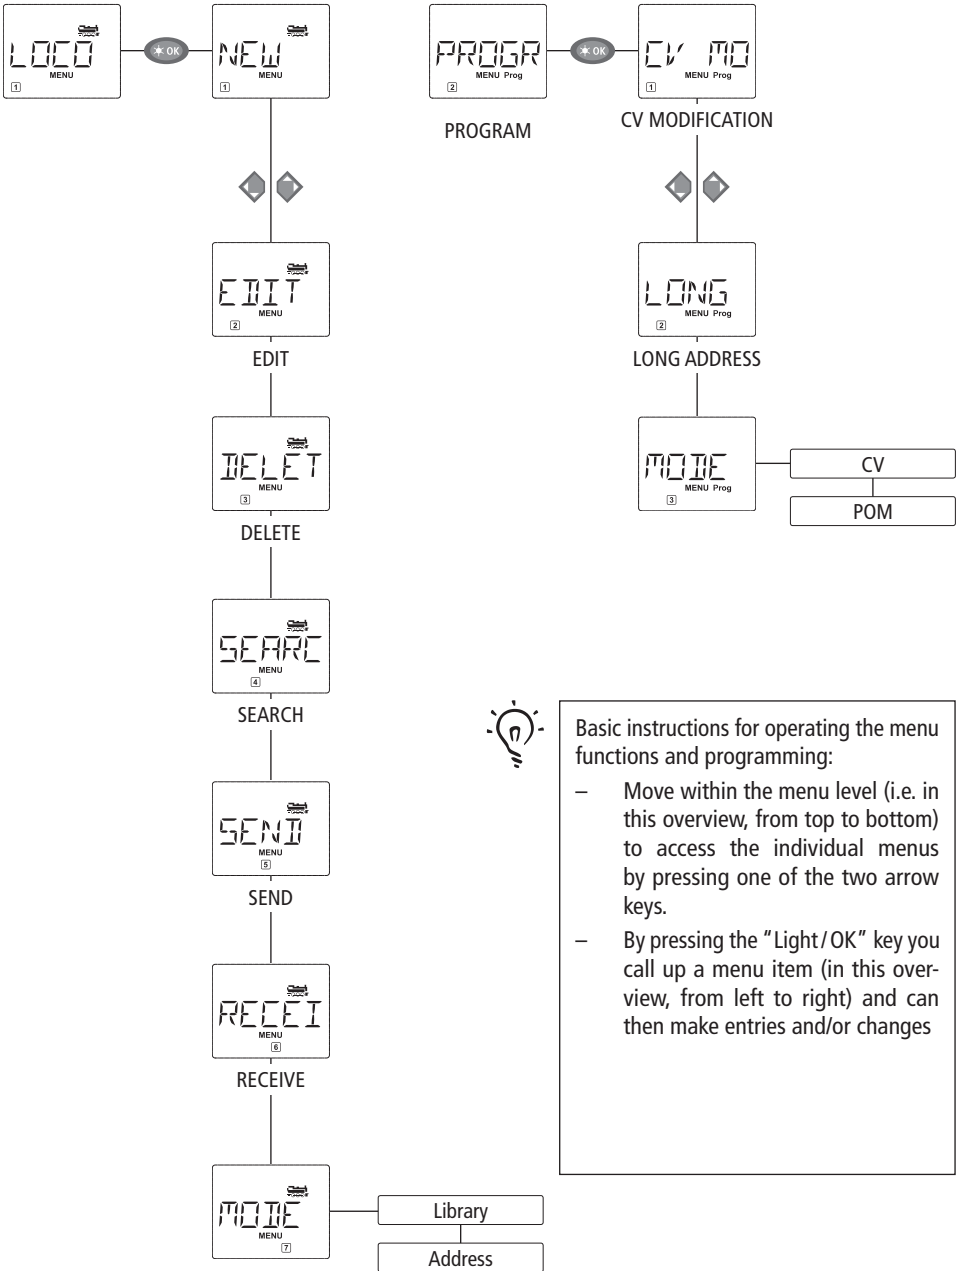 LOCO
MENU
1
✶ OK
NEW
MENU
1
EDIT
MENU
2
EDIT
DELET
MENU
3
DELETE
SEARC
MENU
4
SEARCH
SEND
MENU
5
SEND
RECEI
MENU
6
RECEIVE
MODE
MENU
7
Library
Address
PROGR
MENU Prog
2
PROGRAM
✶ OK
CV MO
MENU Prog
1
CV MODIFICATION
LONG
MENU Prog
2
LONG ADDRESS
MODE
MENU Prog
3
CV
POM
Basic instructions for operating the menu
functions and programming:
– Move within the menu level (i.e. in
this overview, from top to bottom)
to access the individual menus
by pressing one of the two arrow
keys.
– By pressing the "Light/OK" key you
call up a menu item (in this over-
view, from left to right) and can
then make entries and/or changes